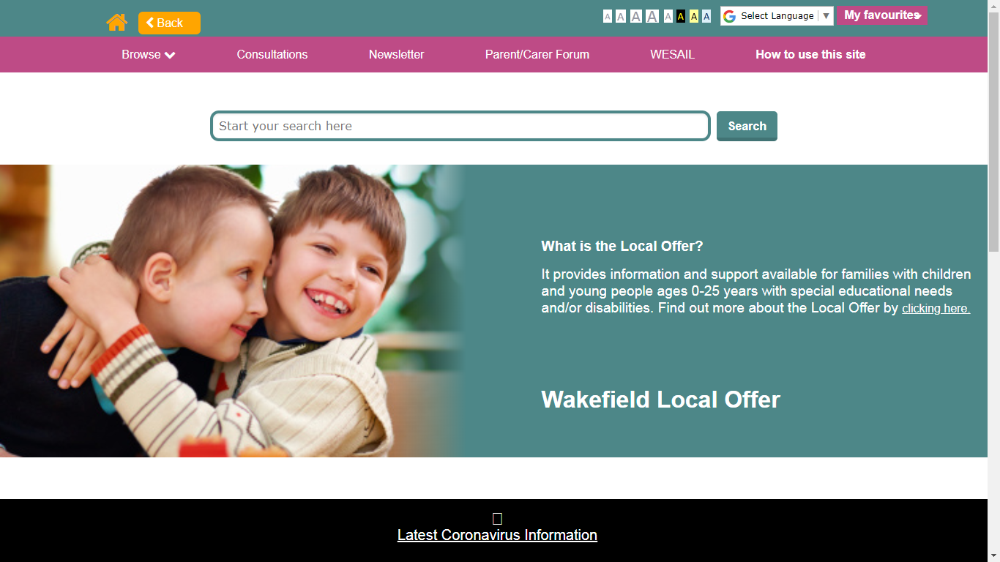 Back
A A A A A A A A
Select Language ▼
My favourites
Browse
Consultations
Newsletter
Parent/Carer Forum
WESAIL
How to use this site
Start your search here
Search
What is the Local Offer?
It provides information and support available for families with children
and young people ages 0-25 years with special educational needs
and/or disabilities. Find out more about the Local Offer by clicking here.
Wakefield Local Offer
Latest Coronavirus Information